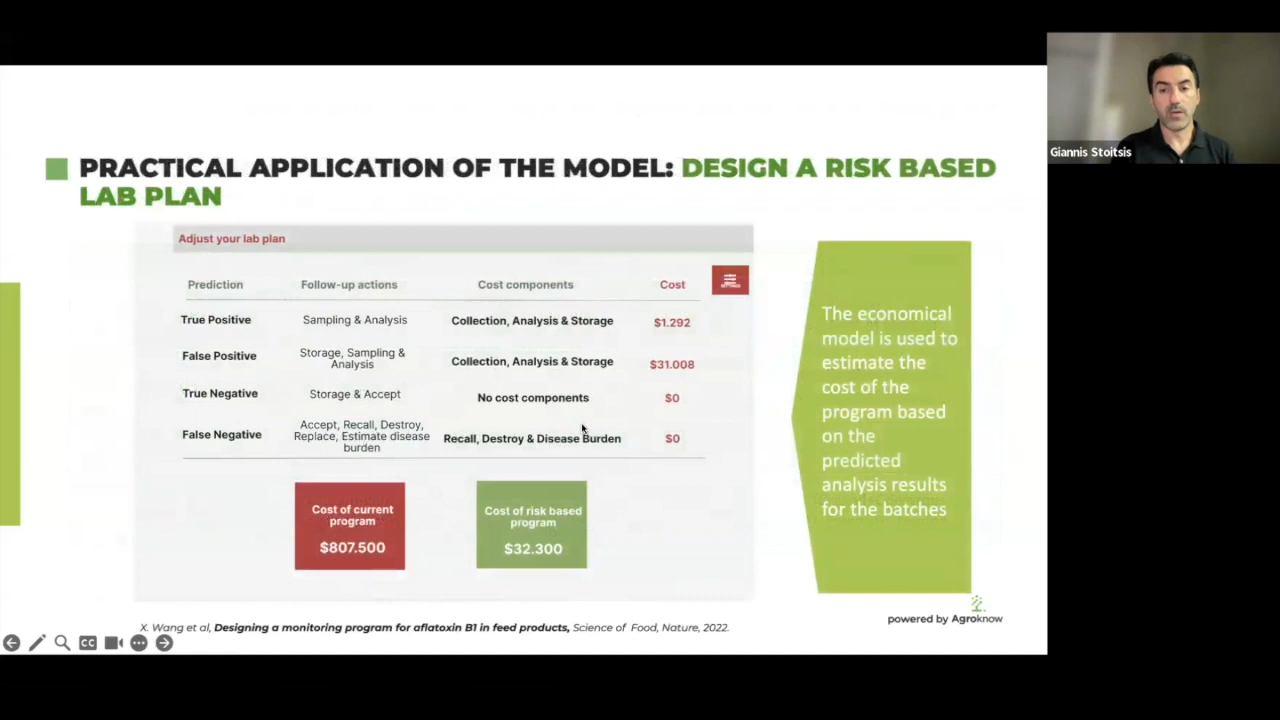 Giannis Stoitsis
PRACTICAL APPLICATION OF THE MODEL: DESIGN A RISK BASED
LAB PLAN
Adjust your lab plan
Prediction Follow-up actions Cost components Cost
SETTINGS
True Positive Sampling & Analysis Collection, Analysis & Storage $1.292
False Positive Storage, Sampling &
Analysis Collection, Analysis & Storage $31.008
True Negative Storage & Accept No cost components $0
False Negative Accept, Recall, Destroy,
Replace, Estimate disease
burden Recall, Destroy & Disease Burden $0
Cost of current
program
$807.500
Cost of risk based
program
$32.300
The economical
model is used to
estimate the
cost of the
program based
on the
predicted
analysis results
for the batches
powered by Agroknow
X. Wang et al, Designing a monitoring program for aflatoxin B1 in feed products, Science of Food, Nature, 2022.
CC